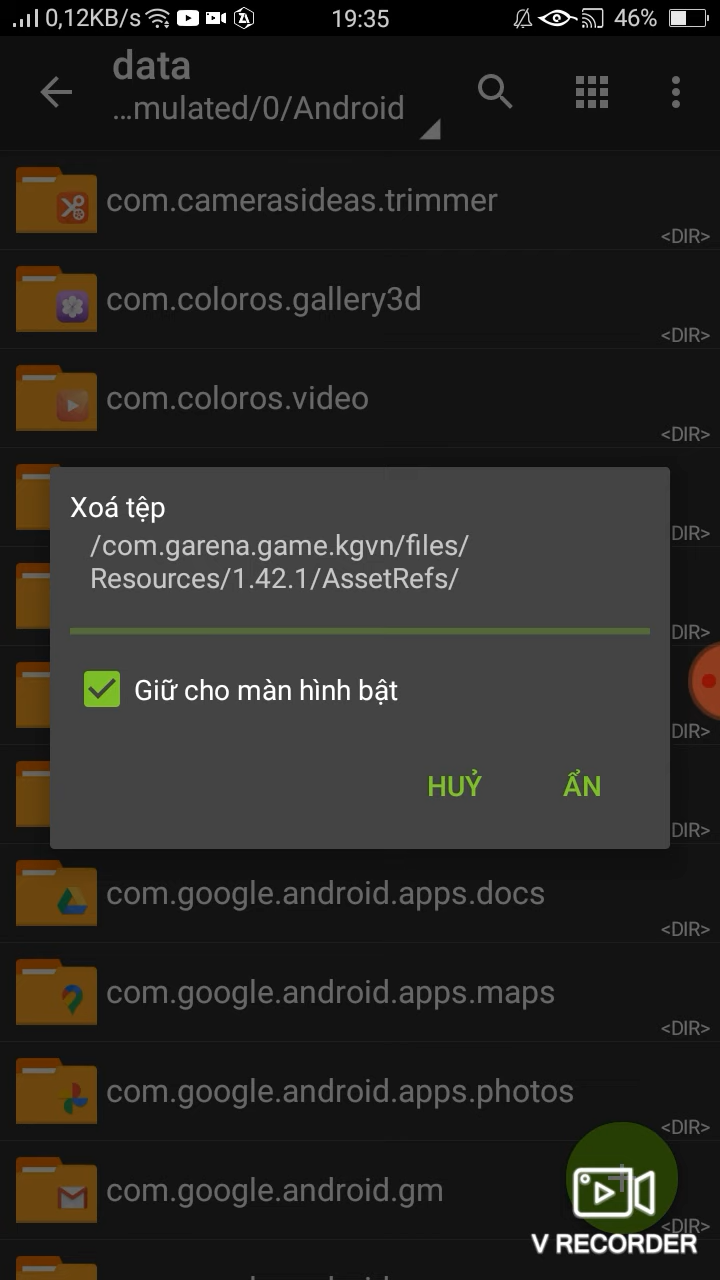 0,12KB/s
19:35
46%
data
...mulated/0/Android
com.camerasideas.trimmer
<DIR>
com.coloros.gallery3d
<DIR>
com.coloros.video
<DIR>
DIR>
Xoá tệp
/com.garena.game.kgvn/files/
Resources/1.42.1/AssetRefs/
DIR>
Giữ cho màn hình bật
DIR>
HUỶ
ẨN
DIR>
com.google.android.apps.docs
<DIR>
com.google.android.apps.maps
<DIR>
com.google.android.apps.photos
<DIR>
com.google.android.gm
<DIR>
V RECORDER